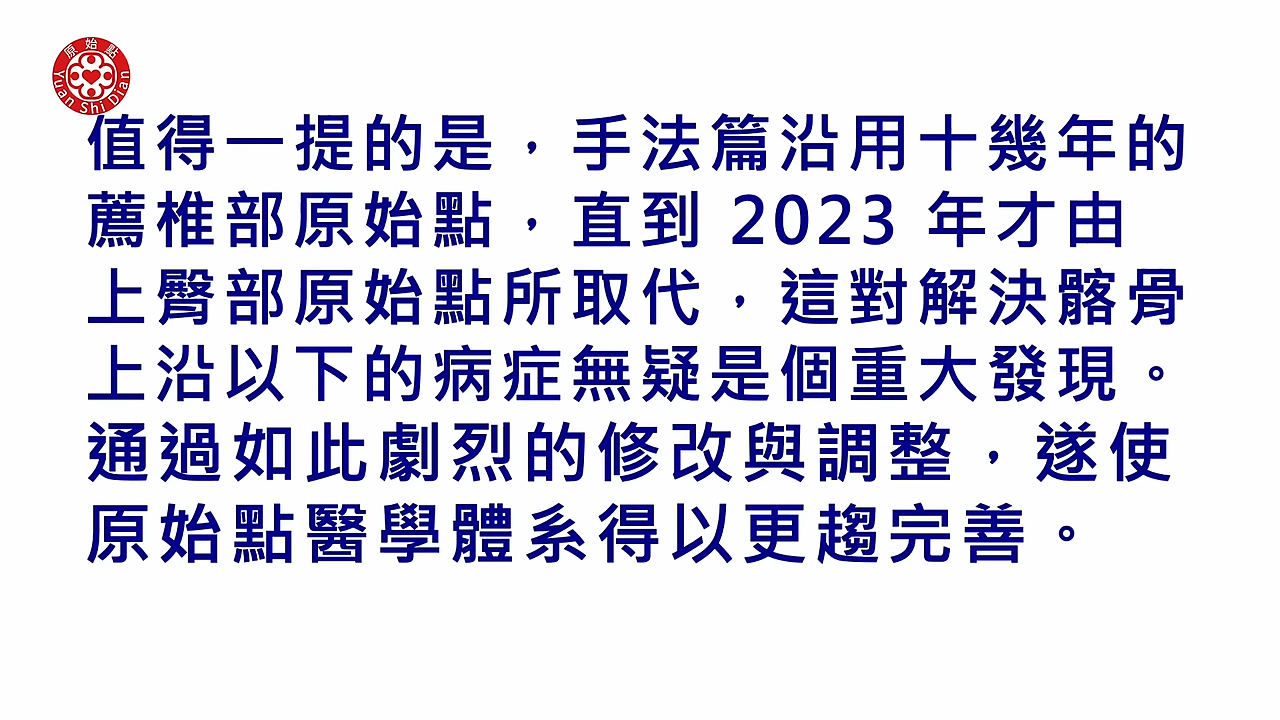 原始點
Yuan Shi Dian
值得一提的是，手法篇沿用十幾年的
薦椎部原始點，直到 2023 年才由
上臀部原始點所取代，這對解決髂骨
上沿以下的病症無疑是個重大發現。
通過如此劇烈的修改與調整，遂使
原始點醫學體系得以更趨完善。